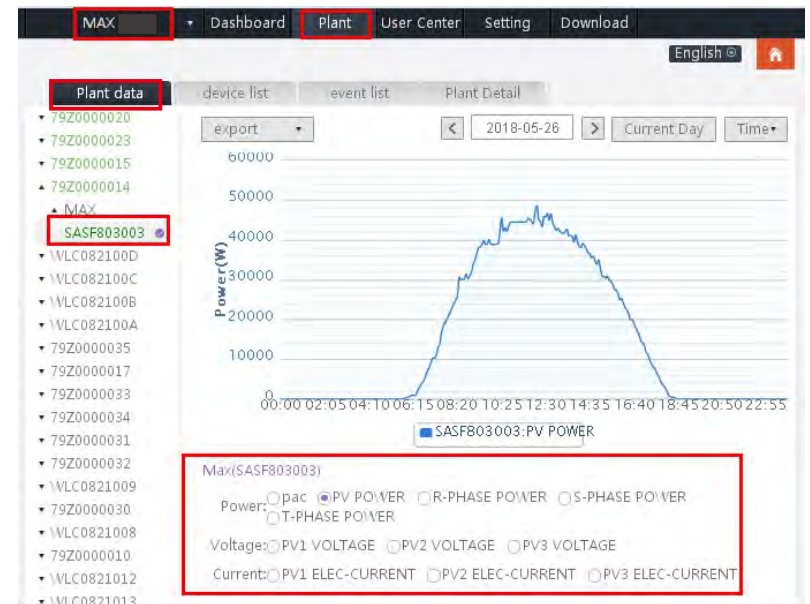 MAX Dashboard Plant User Center Setting Download
English
Plant data device list event list Plant Detail
79Z0000020
79Z0000023
79Z0000015
79Z0000014
MAX
SASF803003
WLC082100D
WLC082100C
WLC082100B
WLC082100A
79Z0000035
79Z0000017
79Z0000033
79Z0000034
79Z0000031
79Z0000032
WLC0821009
79Z0000030
WLC0821008
79Z0000010
WLC0821012
WLC0821013
export < 2018-05-26 > Current Day Time
Power(W)
60000
50000
40000
30000
20000
10000
0
00:00 02:05 04:10 06:15 08:20 10:25 12:30 14:35 16:40 18:45 20:50 22:55
SASF803003:PV POWER
Max(SASF803003)
Power: pac PV POWER R-PHASE POWER S-PHASE POWER
T-PHASE POWER
Voltage: PV1 VOLTAGE PV2 VOLTAGE PV3 VOLTAGE
Current: PV1 ELEC-CURRENT PV2 ELEC-CURRENT PV3 ELEC-CURRENT